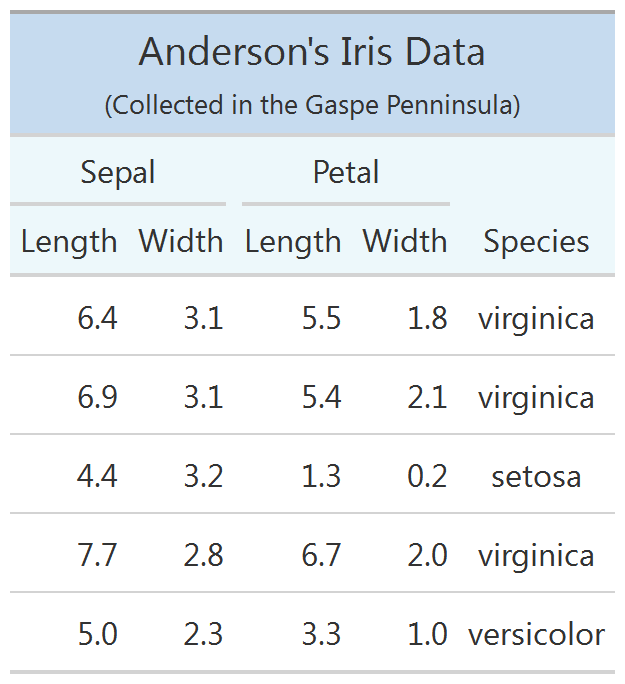 Anderson's Iris Data
(Collected in the Gaspe Penninsula)
Sepal Petal
Length Width Length Width Species
6.4 3.1 5.5 1.8 virginica
6.9 3.1 5.4 2.1 virginica
4.4 3.2 1.3 0.2 setosa
7.7 2.8 6.7 2.0 virginica
5.0 2.3 3.3 1.0 versicolor